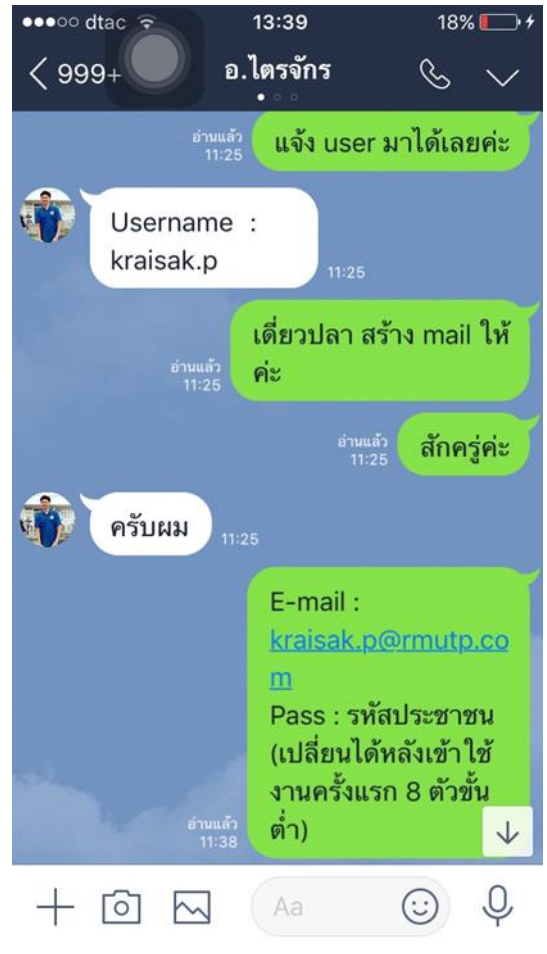 dtac 13:39 18%
999+ อ.ไตรจักร
แจ้ง user มาได้เลยค่ะ
อ่านแล้ว
11:25
Username :
kraisak.p
11:25
เดี่ยวปลา สร้าง mail ให้
ค่ะ
อ่านแล้ว
11:25
สักครู่ค่ะ
อ่านแล้ว
11:25
ครับผม
11:25
E-mail :
kraisak.p@rmutp.co
m
Pass : รหัสประชาชน
(เปลี่ยนได้หลังเข้าใช้
งานครั้งแรก 8 ตัวขั้น
ต่ำ)
อ่านแล้ว
11:38
Aa